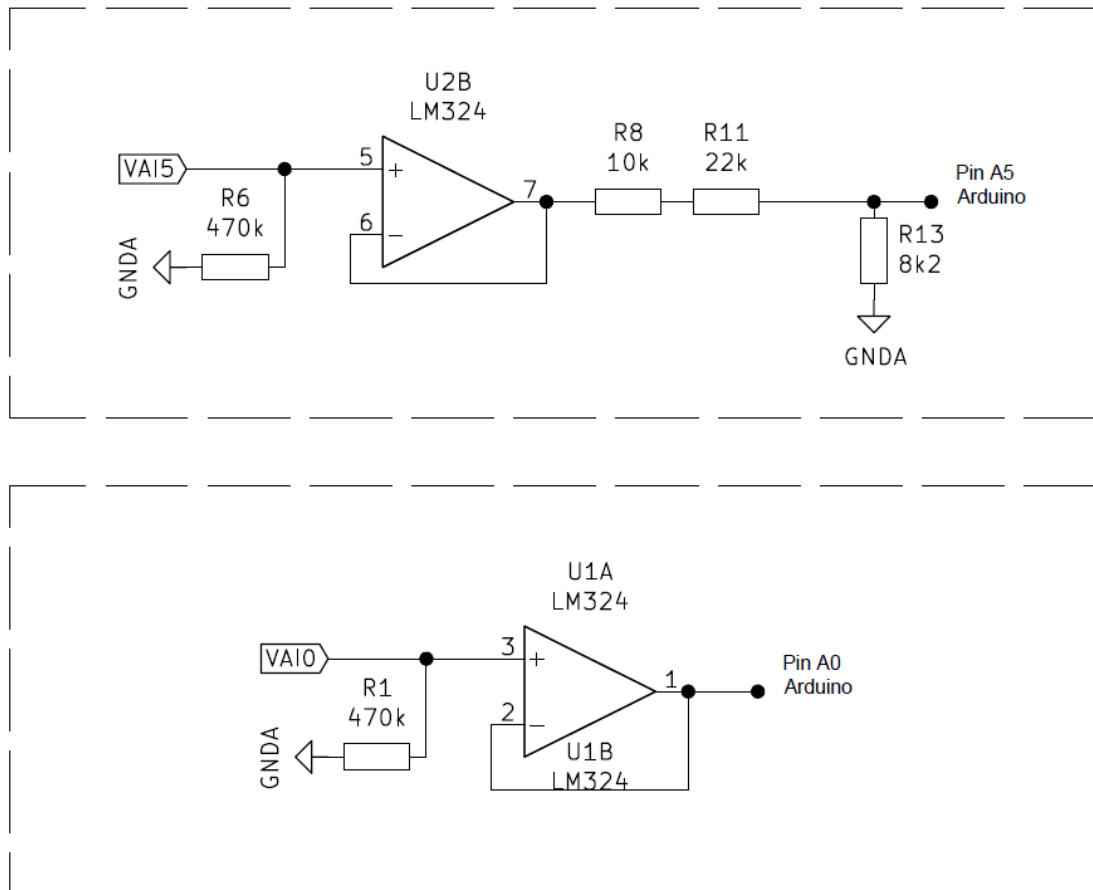 U2B
LM324
R8
10k
R11
22k
VAI5
5
+
7
Pin A5
Arduino
R6
470k
6
−
R13
8k2
GNDA
GNDA
U1A
LM324
VAI0
3
+
1
Pin A0
Arduino
R1
470k
2
−
GNDA
U1B
LM324